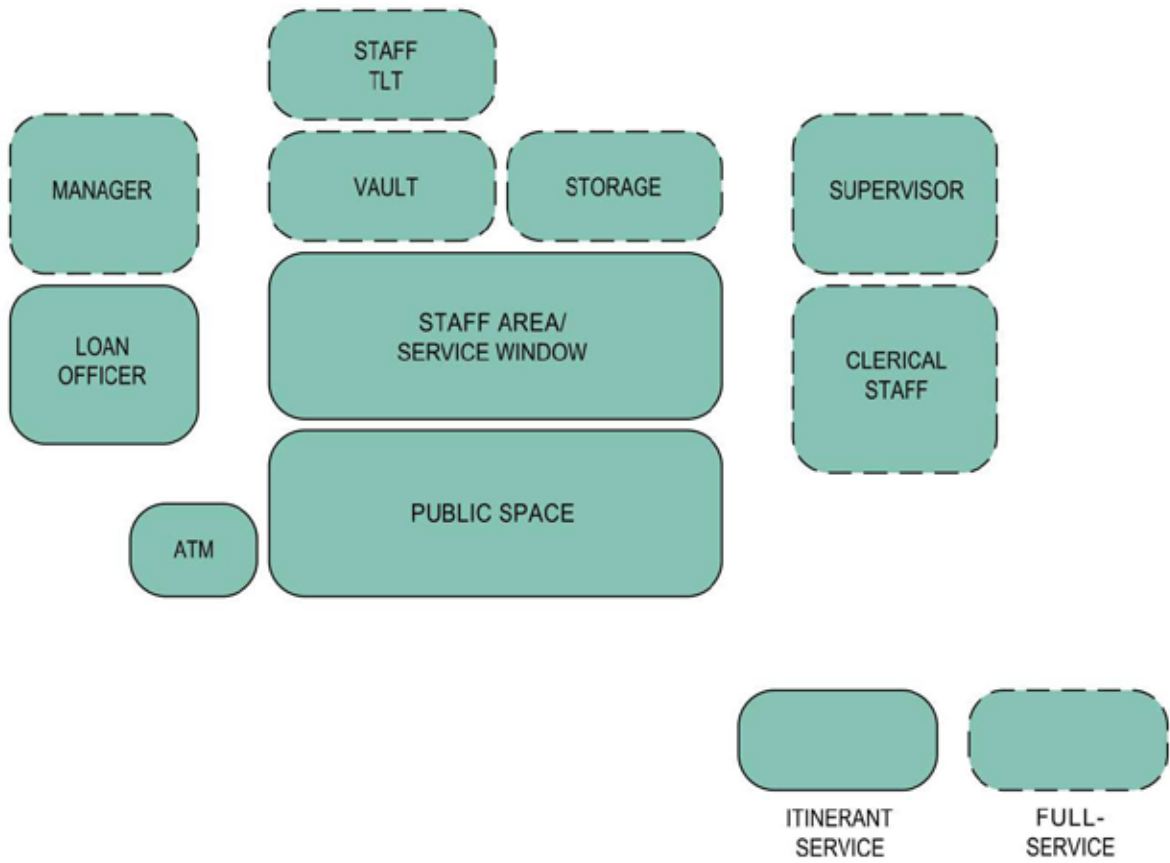 STAFF
TLT
MANAGER
VAULT
STORAGE
SUPERVISOR
LOAN
OFFICER
STAFF AREA/
SERVICE WINDOW
CLERICAL
STAFF
PUBLIC SPACE
ATM
ITINERANT
SERVICE
FULL-
SERVICE